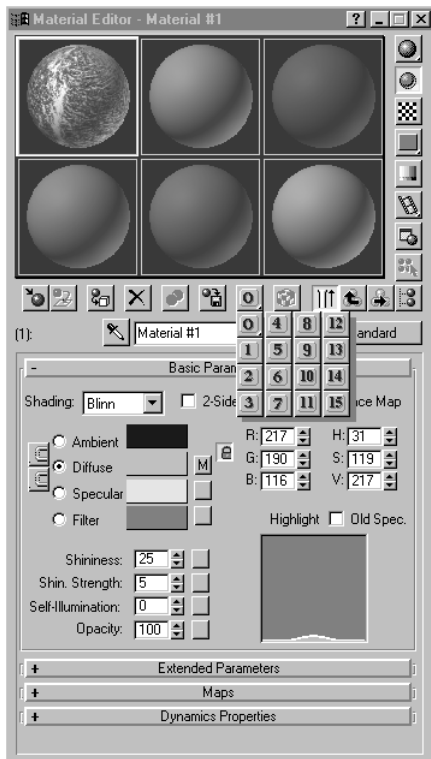 Material Editor - Material #1
0
(1):
Material #1
andard
0 4 8 12
1 5 9 13
2 6 10 14
3 7 11 15
- Basic Param
Shading: Blinn 2-Side ce Map
Ambient
Diffuse M
Specular
Filter
R: 217 H: 31
G: 190 S: 119
B: 116 V: 217
Highlight Old Spec.
Shininess: 25
Shin. Strength: 5
Self-Illumination: 0
Opacity: 100
+ Extended Parameters
+ Maps
+ Dynamics Properties